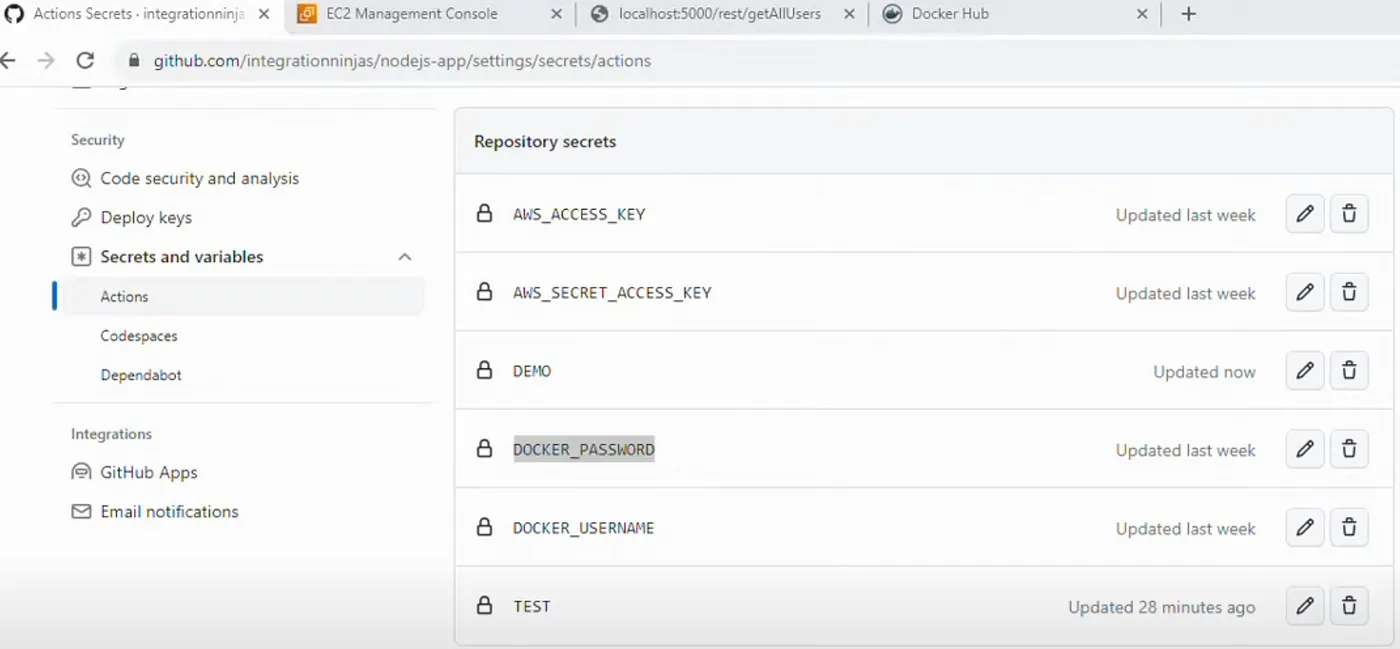 Actions Secrets · integrationninja
EC2 Management Console
localhost:5000/rest/getAllUsers
Docker Hub
github.com/integrationninjas/nodejs-app/settings/secrets/actions
Security
Code security and analysis
Deploy keys
Secrets and variables
Actions
Codespaces
Dependabot
Integrations
GitHub Apps
Email notifications
Repository secrets
AWS_ACCESS_KEY Updated last week
AWS_SECRET_ACCESS_KEY Updated last week
DEMO Updated now
DOCKER_PASSWORD Updated last week
DOCKER_USERNAME Updated last week
TEST Updated 28 minutes ago